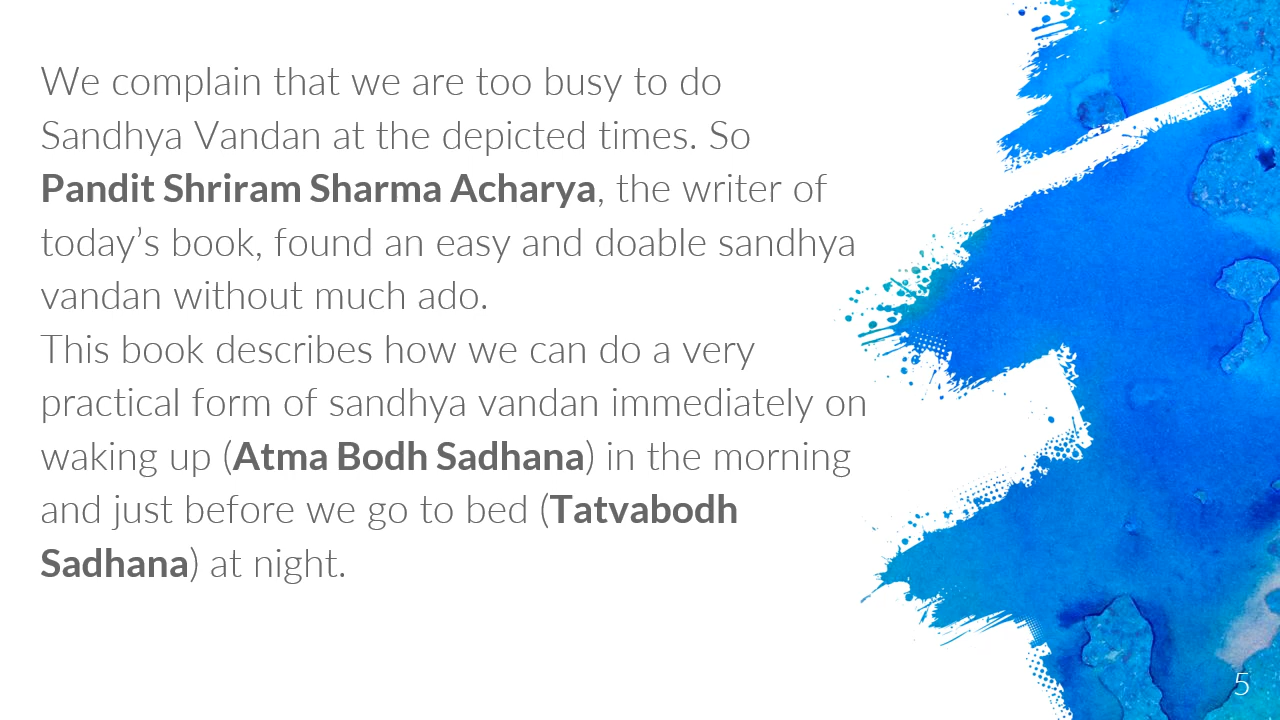 We complain that we are too busy to do
Sandhya Vandan at the depicted times. So
Pandit Shriram Sharma Acharya, the writer of
today’s book, found an easy and doable sandhya
vandan without much ado.
This book describes how we can do a very
practical form of sandhya vandan immediately on
waking up (Atma Bodh Sadhana) in the morning
and just before we go to bed (Tatvabodh
Sadhana) at night.
5